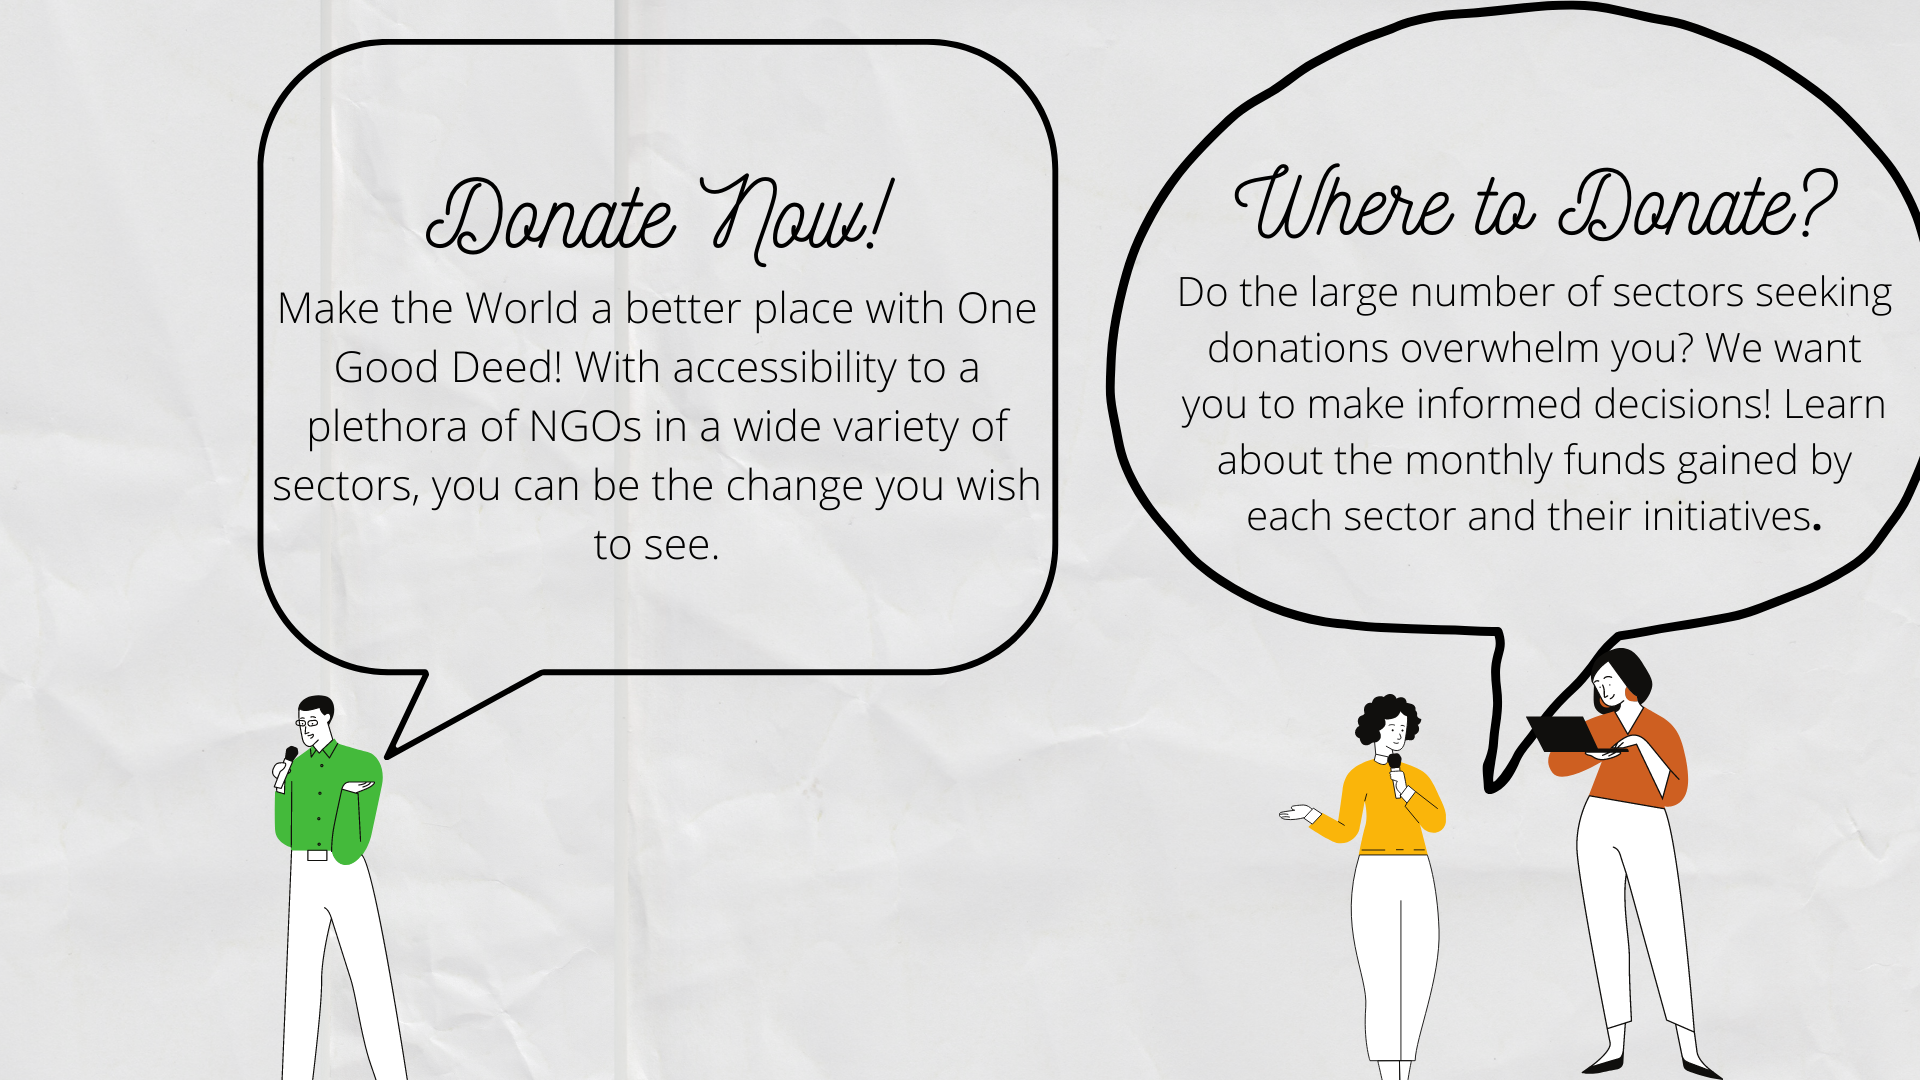 Donate Now!
Make the World a better place with One
Good Deed! With accessibility to a
plethora of NGOs in a wide variety of
sectors, you can be the change you wish
to see.
Where to Donate?
Do the large number of sectors seeking
donations overwhelm you? We want
you to make informed decisions! Learn
about the monthly funds gained by
each sector and their initiatives.